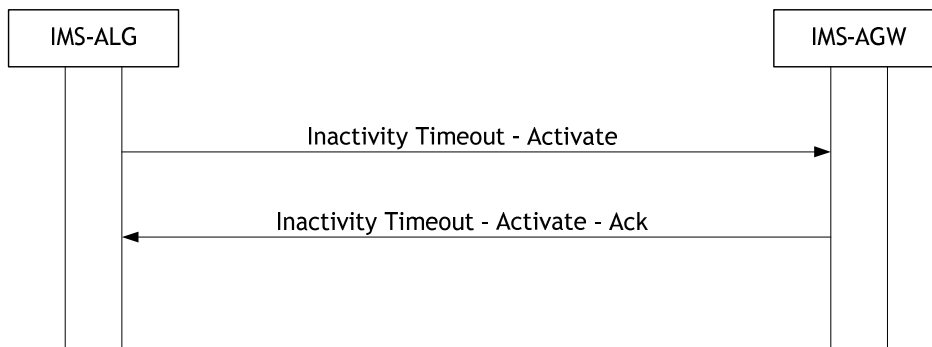 IMS-ALG
IMS-AGW
Inactivity Timeout - Activate
Inactivity Timeout - Activate - Ack